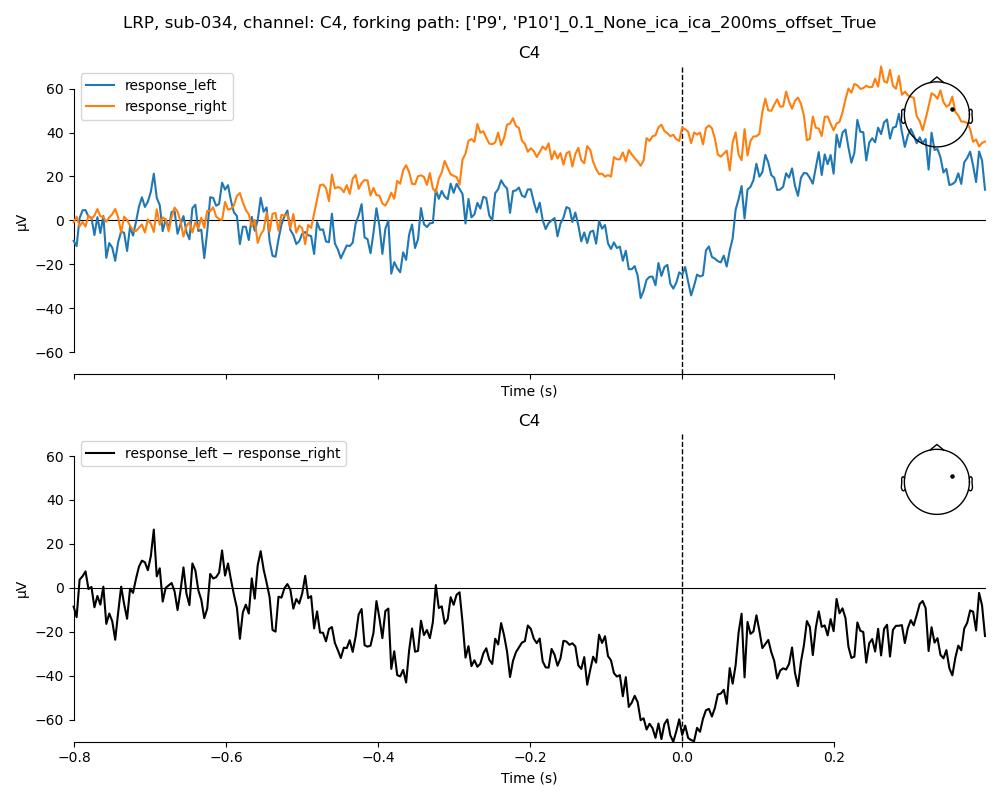 LRP, sub-034, channel: C4, forking path: ['P9', 'P10']_0.1_None_ica_ica_200ms_offset_True
C4
response_left
response_right
60
40
20
0
−20
−40
−60
µV
Time (s)
C4
response_left − response_right
60
40
20
0
−20
−40
−60
µV
−0.8
−0.6
−0.4
−0.2
0.0
0.2
Time (s)